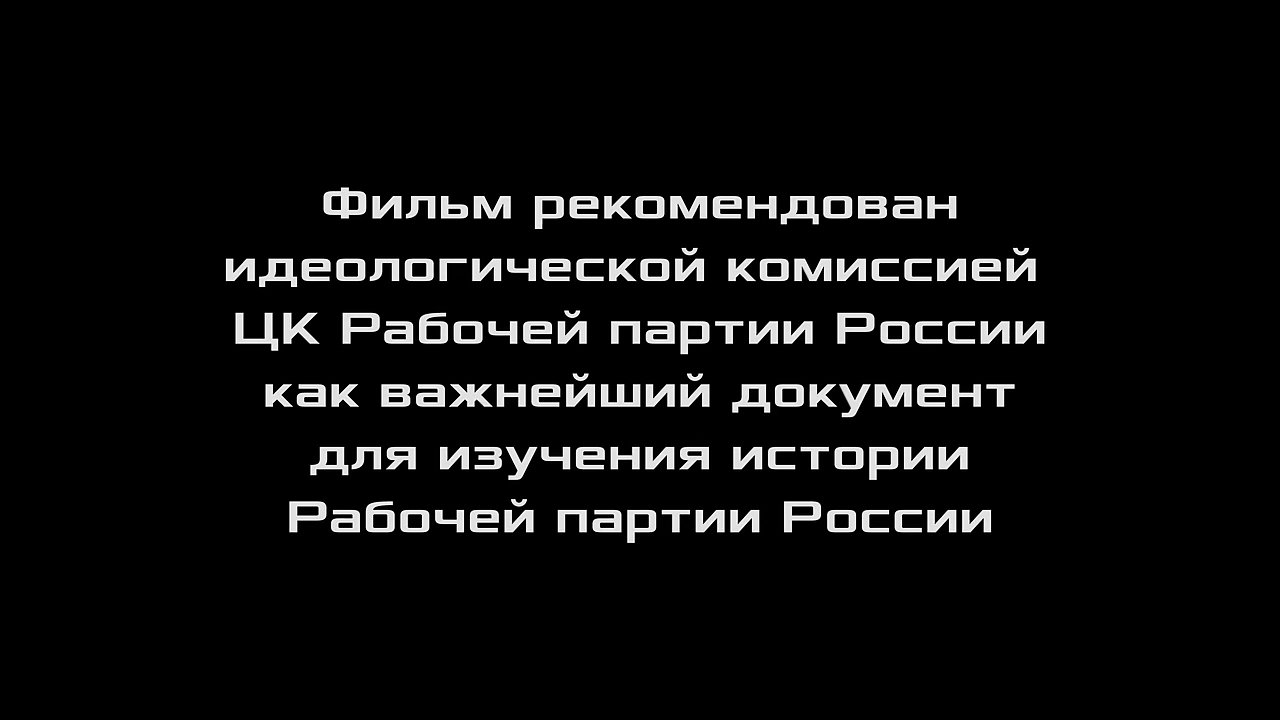 Фильм рекомендован
идеологической комиссией
ЦК Рабочей партии России
как важнейший документ
для изучения истории
Рабочей партии России